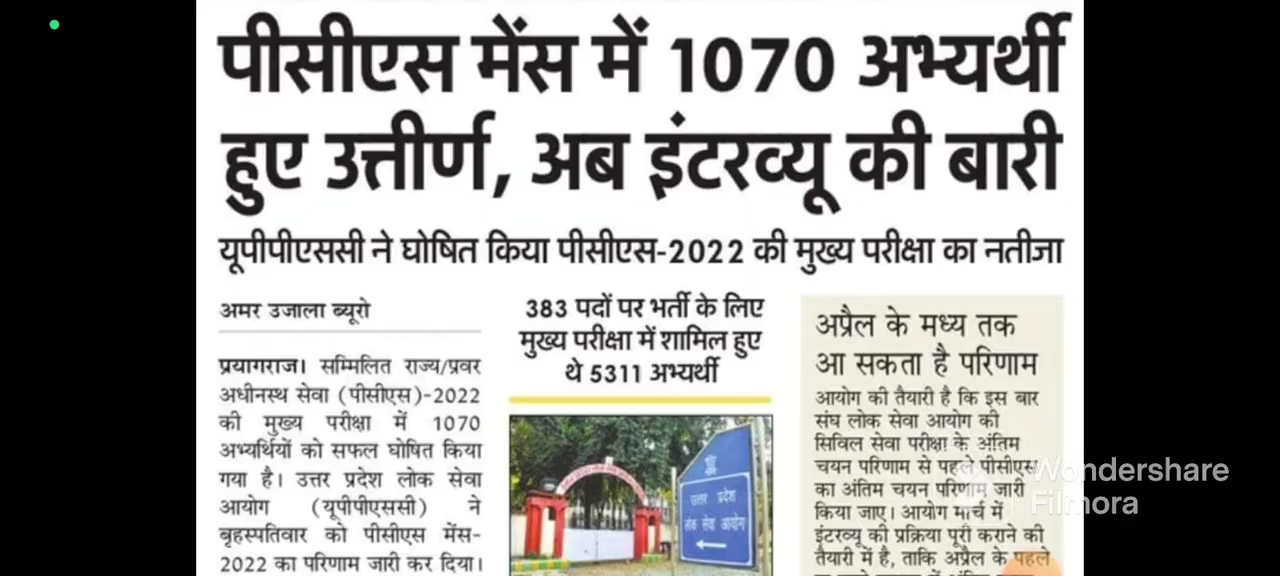 पीसीएस मेंस में 1070 अभ्यर्थी
हुए उत्तीर्ण, अब इंटरव्यू की बारी
यूपीपीएससी ने घोषित किया पीसीएस-2022 की मुख्य परीक्षा का नतीजा
अमर उजाला ब्यूरो
प्रयागराज। सम्मिलित राज्य/प्रवर
अधीनस्थ सेवा (पीसीएस)-2022
की मुख्य परीक्षा में 1070
अभ्यर्थियों को सफल घोषित किया
गया है। उत्तर प्रदेश लोक सेवा
आयोग (यूपीपीएससी) ने
बृहस्पतिवार को पीसीएस मेंस-
2022 का परिणाम जारी कर दिया।
383 पदों पर भर्ती के लिए
मुख्य परीक्षा में शामिल हुए
थे 5311 अभ्यर्थी
उत्तर प्रदेश
लोक सेवा आयोग
अप्रैल के मध्य तक
आ सकता है परिणाम
आयोग की तैयारी है कि इस बार
संघ लोक सेवा आयोग की
सिविल सेवा परीक्षा के अंतिम
चयन परिणाम से पहले पीसीएस
का अंतिम चयन परिणाम जारी
किया जाए। आयोग मार्च में
इंटरव्यू की प्रक्रिया पूरी कराने की
तैयारी में है, ताकि अप्रैल के पहले
Wondershare
Filmora